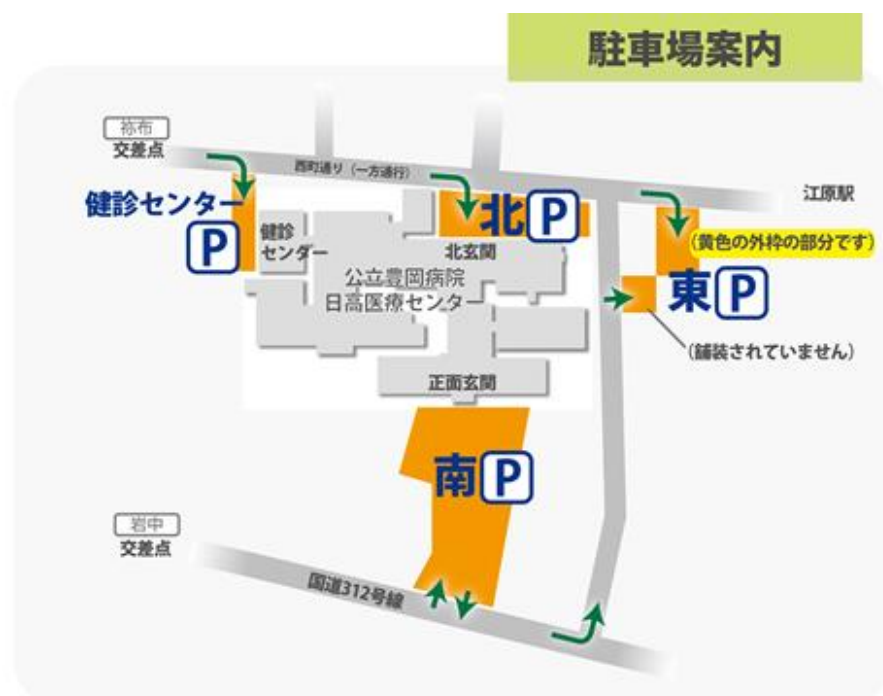 駐車場案内
祢布
交差点
西町通り（一方通行）
江原駅
健診センター
P
健診
センター
北P
北玄関
(黄色の外枠の部分です)
公立豊岡病院
日高医療センター
東P
(舗装されていません)
正面玄関
南P
岩中
交差点
国道312号線